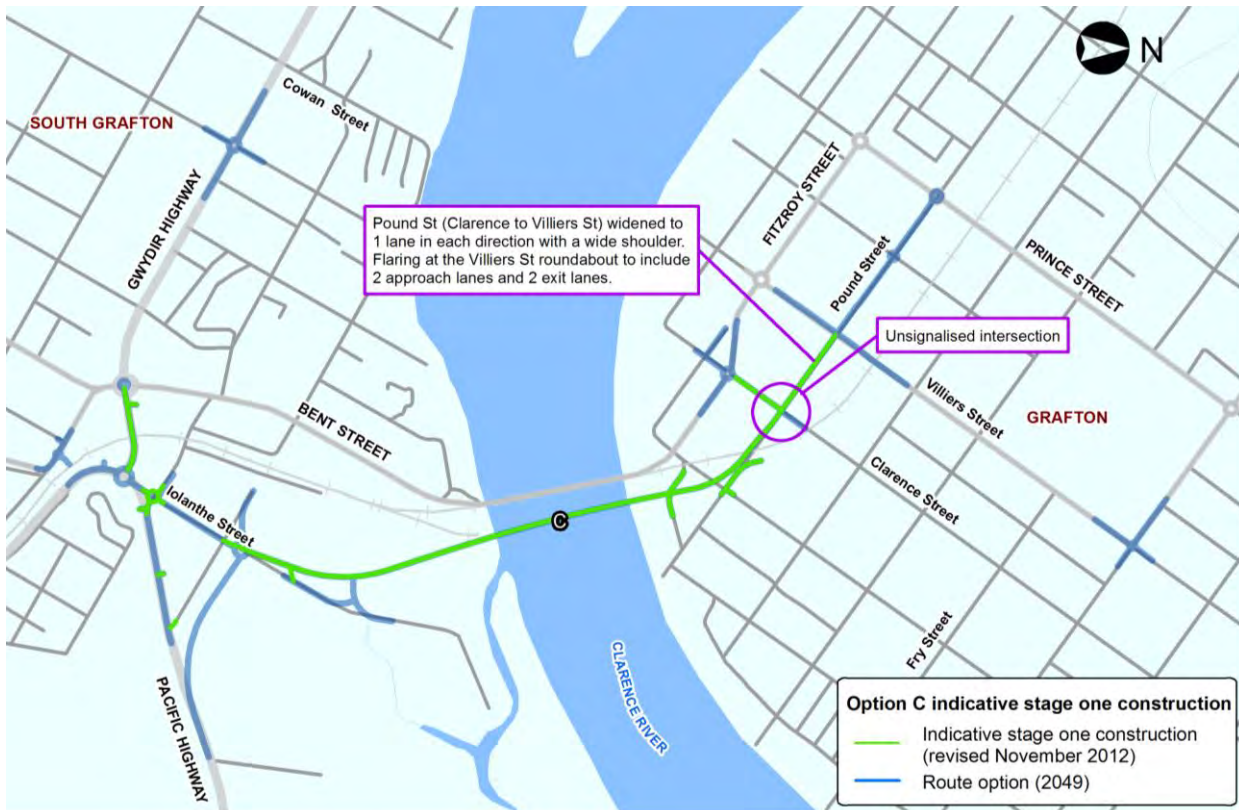 N
Cowan Street
SOUTH GRAFTON
GWYDIR HIGHWAY
Pound St (Clarence to Villiers St) widened to
1 lane in each direction with a wide shoulder.
Flaring at the Villiers St roundabout to include
2 approach lanes and 2 exit lanes.
FITZROY STREET
Pound Street
PRINCE STREET
Unsignalised intersection
Villiers Street
GRAFTON
BENT STREET
Clarence Street
Iolanthe Street
C
Fry Street
CLARENCE RIVER
PACIFIC HIGHWAY
Option C indicative stage one construction
Indicative stage one construction
(revised November 2012)
Route option (2049)